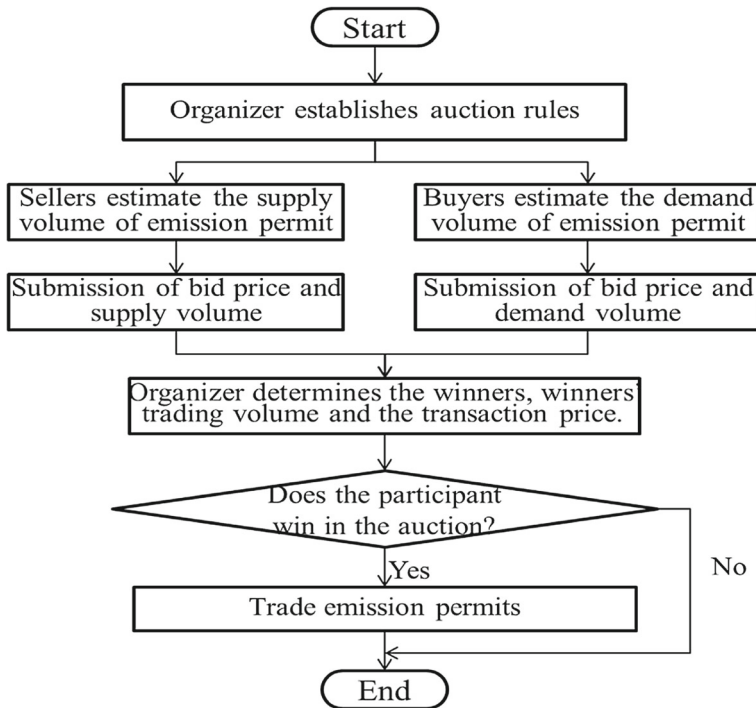 Start
Organizer establishes auction rules
Sellers estimate the supply
volume of emission permit
Buyers estimate the demand
volume of emission permit
Submission of bid price and
supply volume
Submission of bid price and
demand volume
Organizer determines the winners, winners'
trading volume and the transaction price.
Does the participant
win in the auction?
Yes
No
Trade emission permits
End